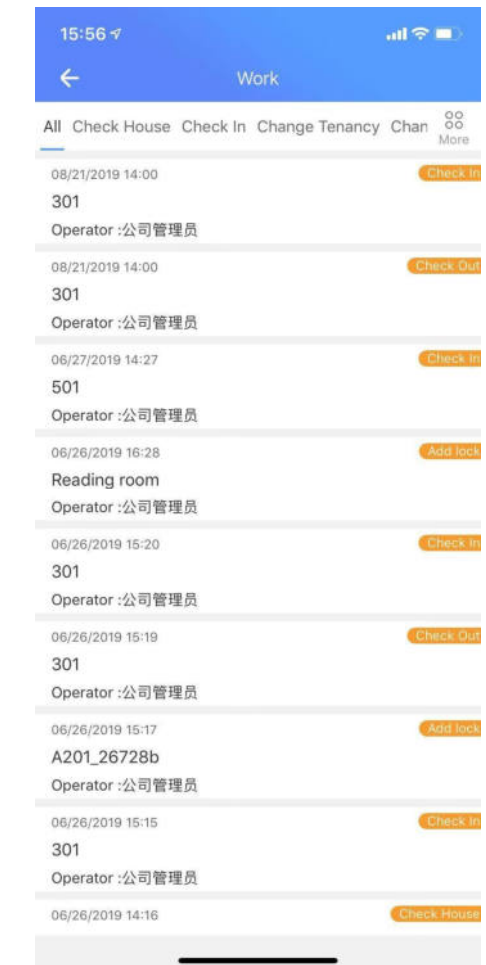 15:56
Work
All Check House Check In Change Tenancy Chan
More
08/21/2019 14:00 Check In
301
Operator :公司管理员
08/21/2019 14:00 Check Out
301
Operator :公司管理员
06/27/2019 14:27 Check In
501
Operator :公司管理员
06/26/2019 16:28 Add lock
Reading room
Operator :公司管理员
06/26/2019 15:20 Check In
301
Operator :公司管理员
06/26/2019 15:19 Check Out
301
Operator :公司管理员
06/26/2019 15:17 Add lock
A201_26728b
Operator :公司管理员
06/26/2019 15:15 Check In
301
Operator :公司管理员
06/26/2019 14:16 Check House